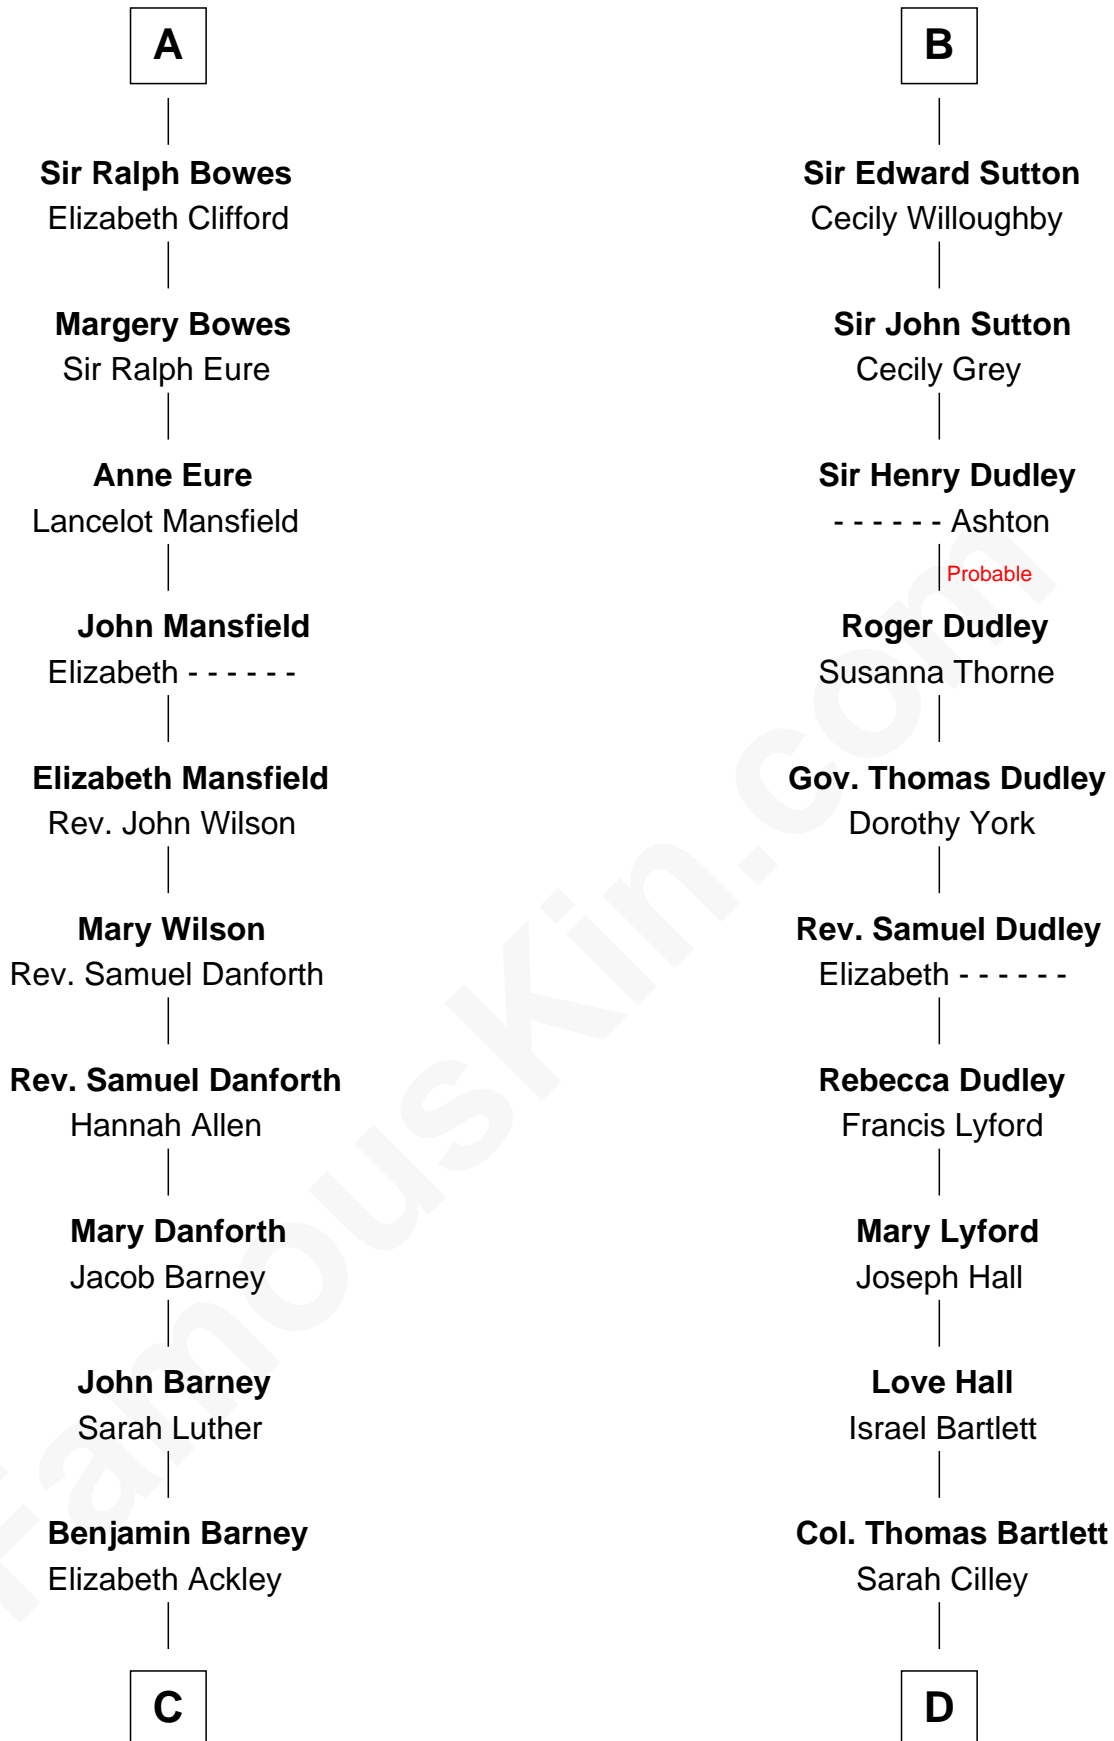 A
Sir Ralph Bowes
Elizabeth Clifford
Margery Bowes
Sir Ralph Eure
Anne Eure
Lancelot Mansfield
John Mansfield
Elizabeth - - - - - -
Elizabeth Mansfield
Rev. John Wilson
Mary Wilson
Rev. Samuel Danforth
Rev. Samuel Danforth
Hannah Allen
Mary Danforth
Jacob Barney
John Barney
Sarah Luther
Benjamin Barney
Elizabeth Ackley
C
B
Sir Edward Sutton
Cecily Willoughby
Sir John Sutton
Cecily Grey
Sir Henry Dudley
- - - - - - Ashton
Probable
Roger Dudley
Susanna Thorne
Gov. Thomas Dudley
Dorothy York
Rev. Samuel Dudley
Elizabeth - - - - - -
Rebecca Dudley
Francis Lyford
Mary Lyford
Joseph Hall
Love Hall
Israel Bartlett
Col. Thomas Bartlett
Sarah Cilley
D
FamousKin.com